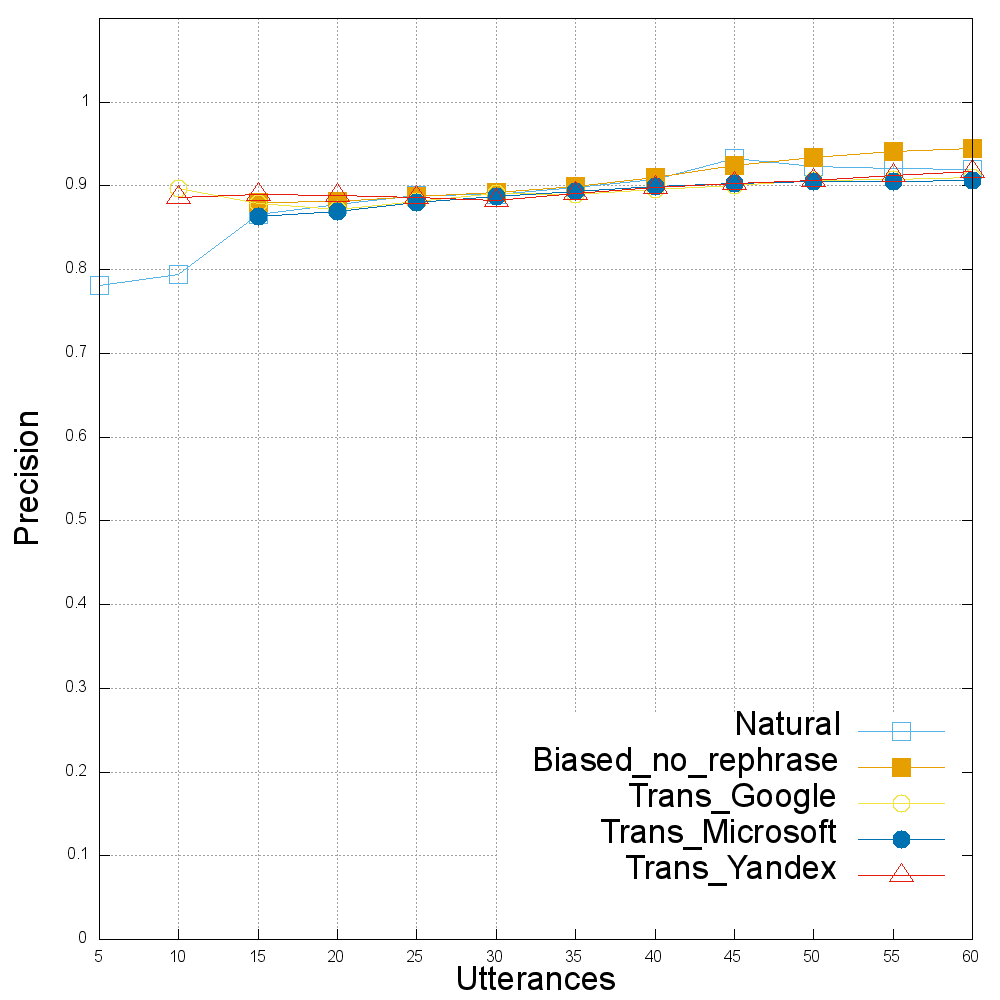 1
0.9
0.8
0.7
0.6
0.5
0.4
0.3
0.2
0.1
0
Precision
Natural
Biased_no_rephrase
Trans_Google
Trans_Microsoft
Trans_Yandex
5 10 15 20 25 30 35 40 45 50 55 60
Utterances